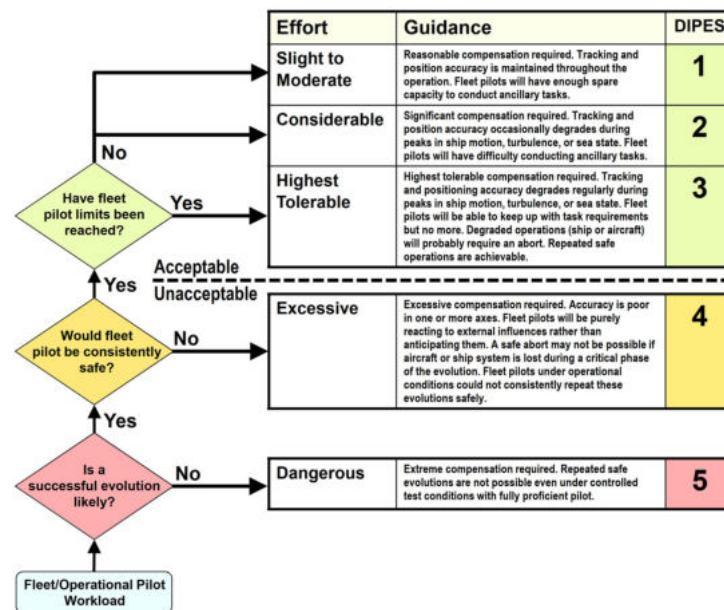 Effort Guidance DIPES
Slight to
Moderate
Reasonable compensation required. Tracking and
position accuracy is maintained throughout the
operation. Fleet pilots will have enough spare
capacity to conduct ancillary tasks.
1
Considerable
Significant compensation required. Tracking and
position accuracy occasionally degrades during
peaks in ship motion, turbulence, or sea state. Fleet
pilots will have difficulty conducting ancillary tasks.
2
No
Highest
Tolerable
Highest tolerable compensation required. Tracking
and positioning accuracy degrades regularly during
peaks in ship motion, turbulence, or sea state. Fleet
pilots will be able to keep up with task requirements
but no more. Degraded operations (ship or aircraft)
will probably require an abort. Repeated safe
operations are achievable.
3
Have fleet
pilot limits been
reached?
Yes
Yes
Acceptable
Unacceptable
Excessive
Excessive compensation required. Accuracy is poor
in one or more axes. Fleet pilots will be purely
reacting to external influences rather than
anticipating them. A safe abort may not be possible if
aircraft or ship system is lost during a critical phase
of the evolution. Fleet pilots under operational
conditions could not consistently repeat these
evolutions safely.
4
Would fleet
pilot be consistently
safe?
No
Yes
Is a
successful evolution
likely?
No
Dangerous
Extreme compensation required. Repeated safe
evolutions are not possible even under controlled
test conditions with fully proficient pilot.
5
Fleet/Operational Pilot
Workload